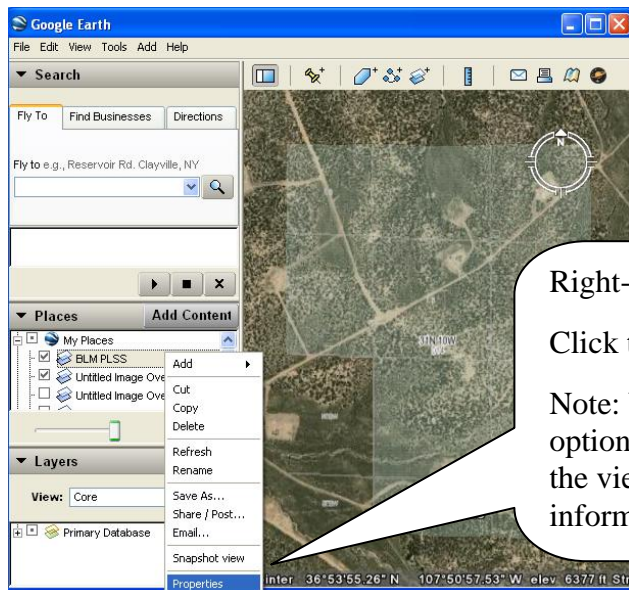 Google Earth
File Edit View Tools Add Help
Search
Fly To Find Businesses Directions
Fly to e.g., Reservoir Rd. Clayville, NY
Places Add Content
My Places
BLM PLSS
Untitled Image Ove
Untitled Image Ove
Layers
View: Core
Primary Database
Add
Cut
Copy
Delete
Refresh
Rename
Save As...
Share / Post...
Email...
Snapshot view
Properties
N
31N 10W
Right-
Click t
Note:
option
the vie
inform
inter 36°53'55.26" N 107°50'57.53" W elev 6377 ft Str